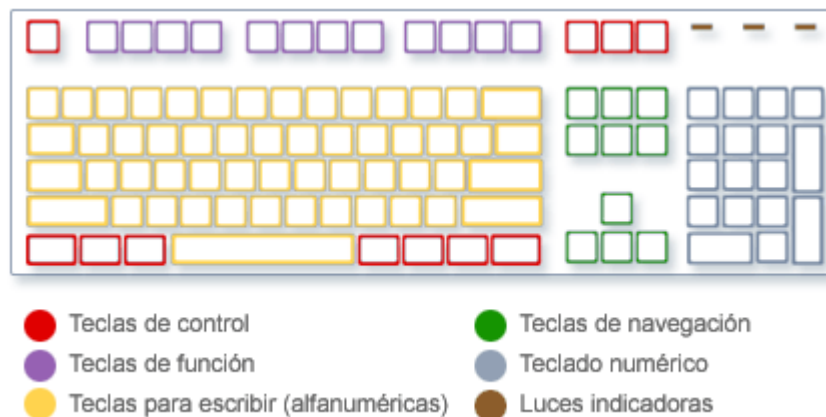 Teclas de control
Teclas de navegación
Teclas de función
Teclado numérico
Teclas para escribir (alfanuméricas)
Luces indicadoras